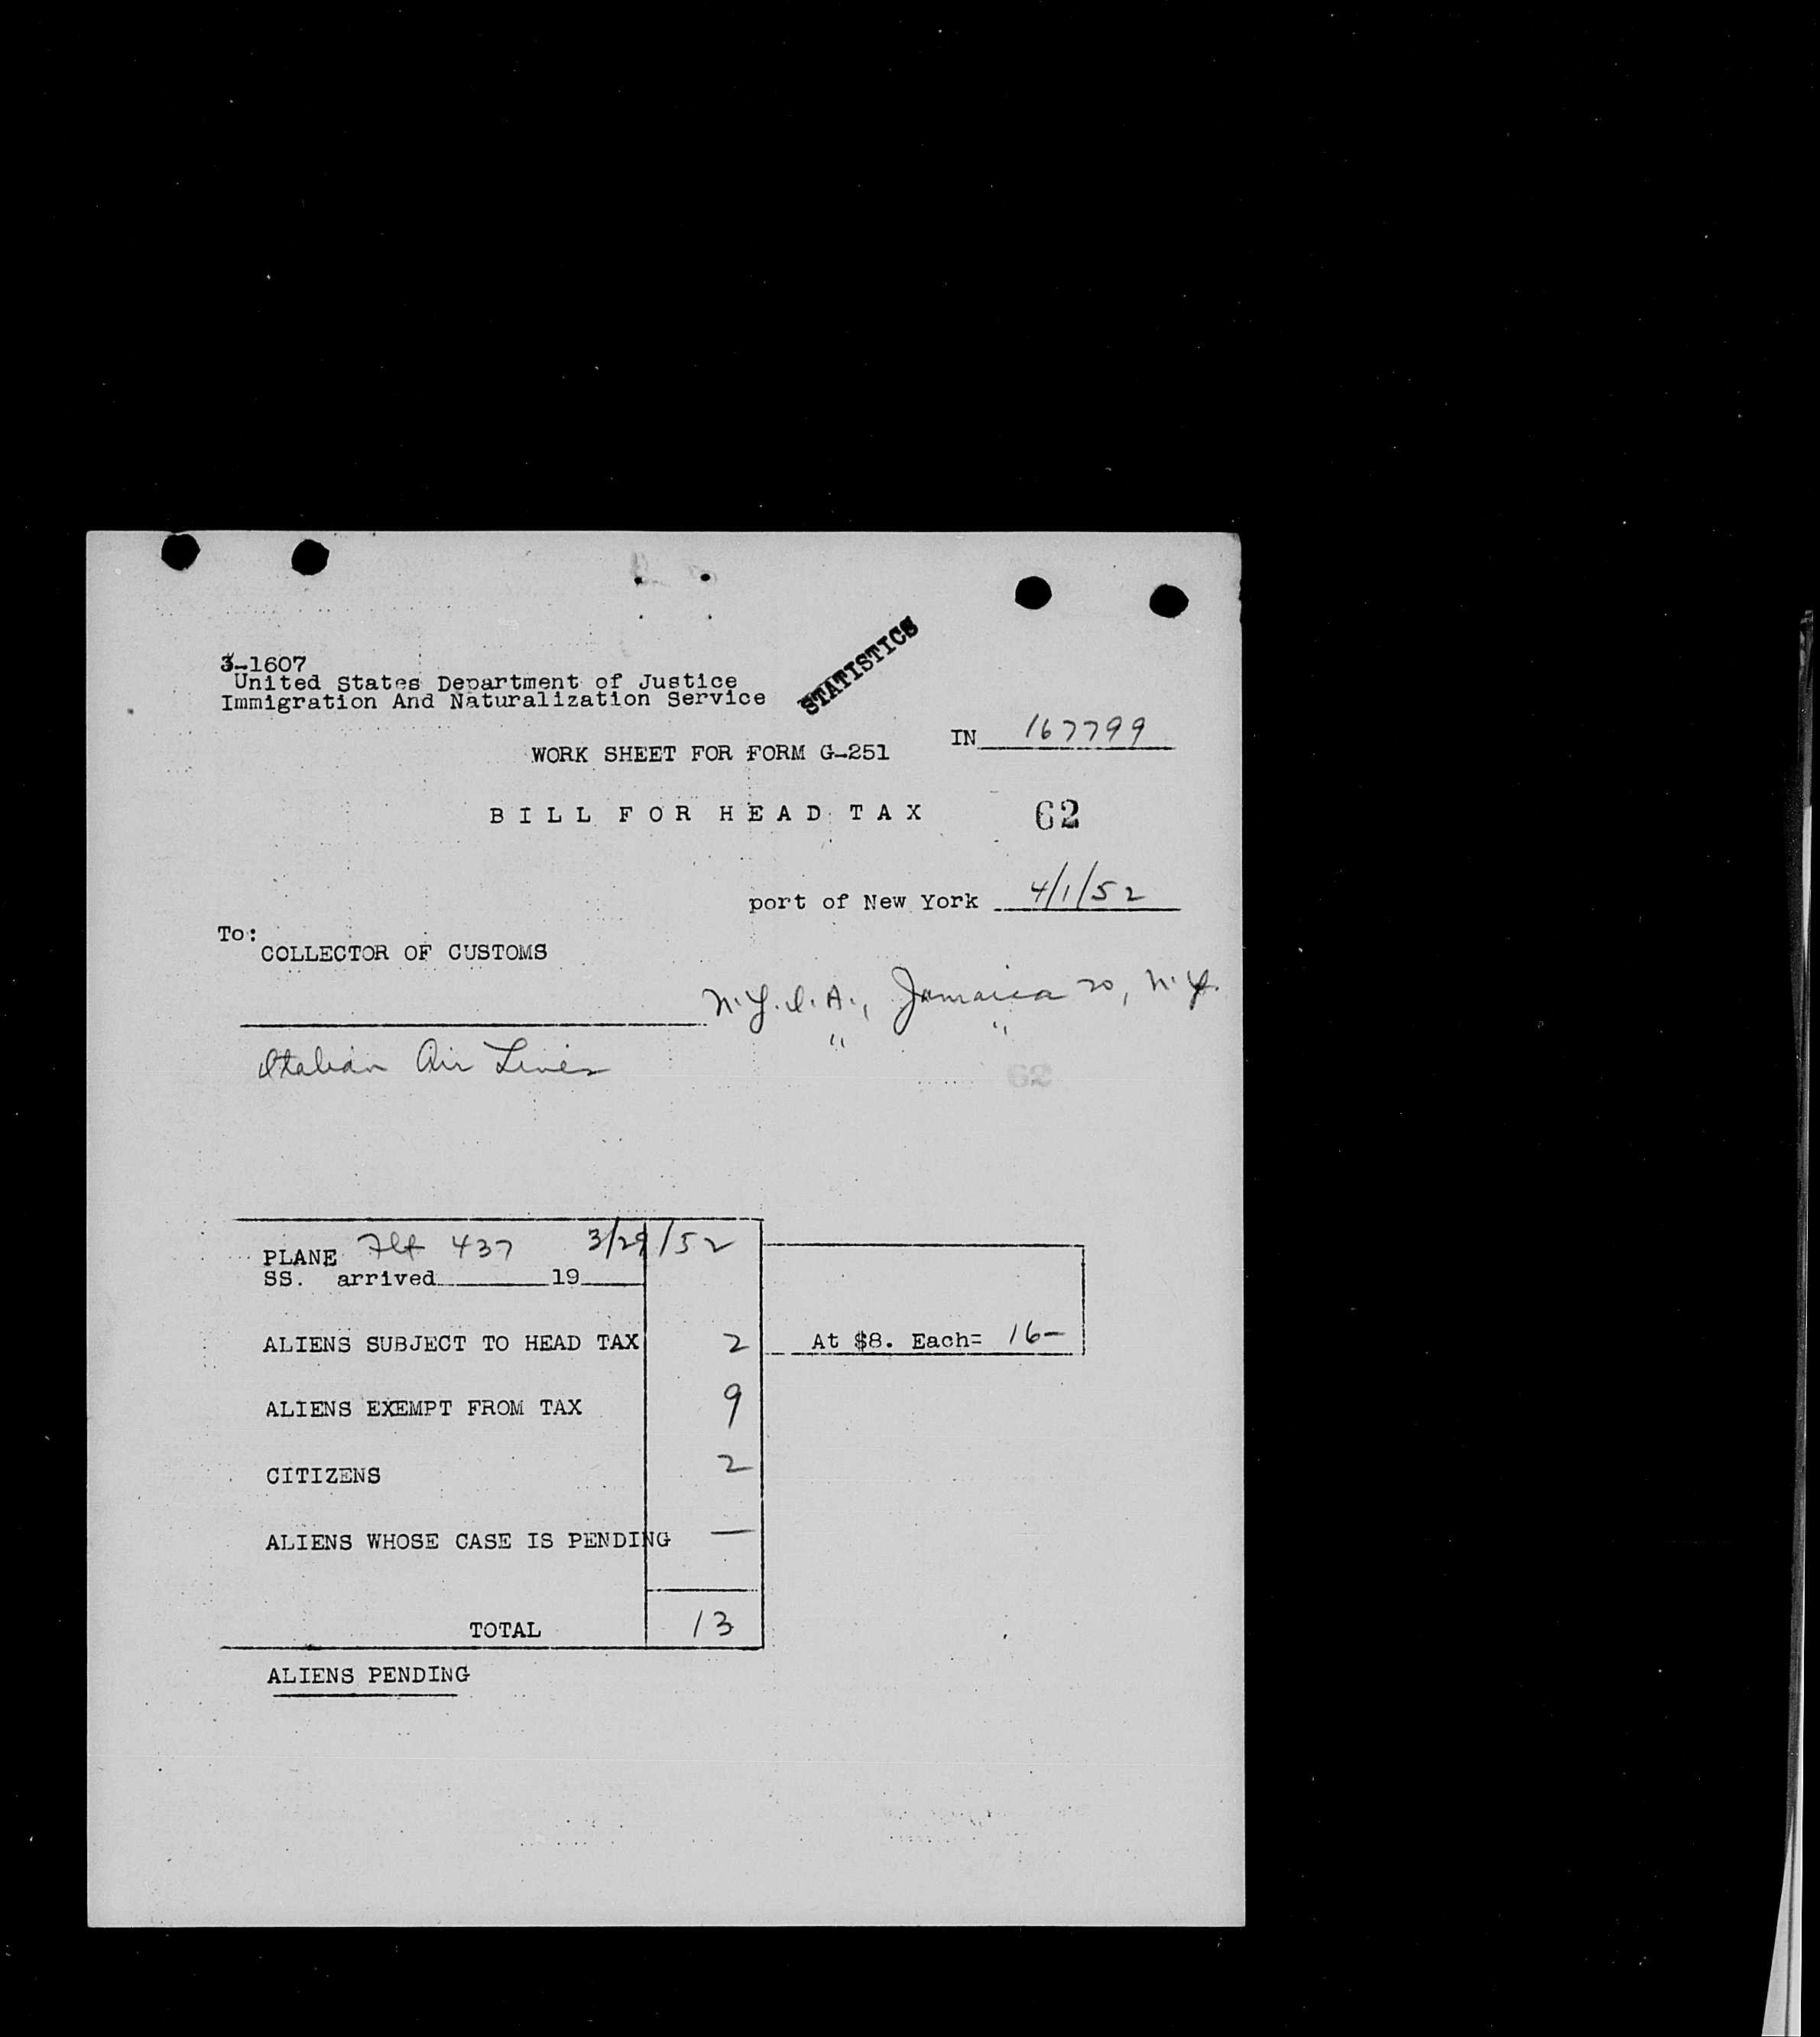 3-1607
United States Department of Justice
Immigration And Naturalization Service
STATISTICS
IN 167799
WORK SHEET FOR FORM G-251
BILL FOR HEAD TAX
62
port of New York 4/1/52
To:
COLLECTOR OF CUSTOMS
N.Y.I.A., Jamaica 20, N.Y.
" "
Italian Air Lines
PLANE Flt 437 3/29/52
SS. arrived 19
ALIENS SUBJECT TO HEAD TAX 2 At $8. Each= 16-
ALIENS EXEMPT FROM TAX 9
CITIZENS 2
ALIENS WHOSE CASE IS PENDING —
TOTAL 13
ALIENS PENDING